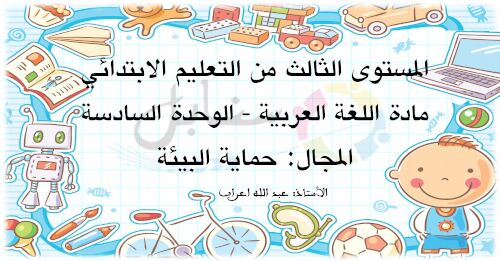 المستوى الثالث من التعليم الابتدائي
مادة اللغة العربية - الوحدة السادسة
المجال: حماية البيئة
الأستاذ: عبد الله اعراب